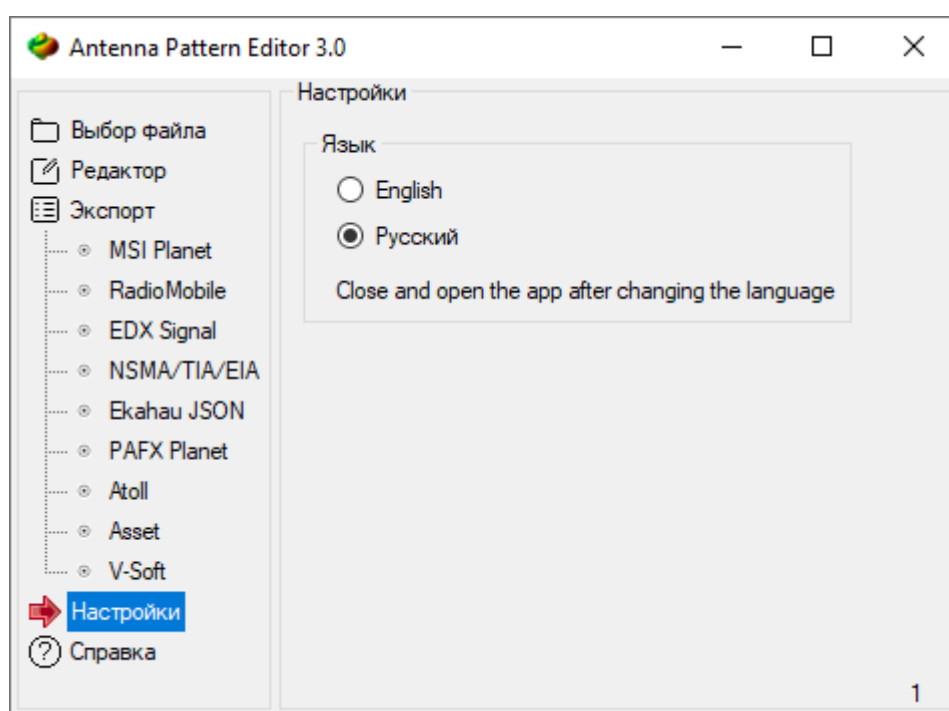 Antenna Pattern Editor 3.0
Выбор файла
Редактор
Экспорт
MSI Planet
RadioMobile
EDX Signal
NSMA/TIA/EIA
Ekahau JSON
PAFX Planet
Atoll
Asset
V-Soft
Настройки
Справка
Настройки
Язык
English
Русский
Close and open the app after changing the language
1